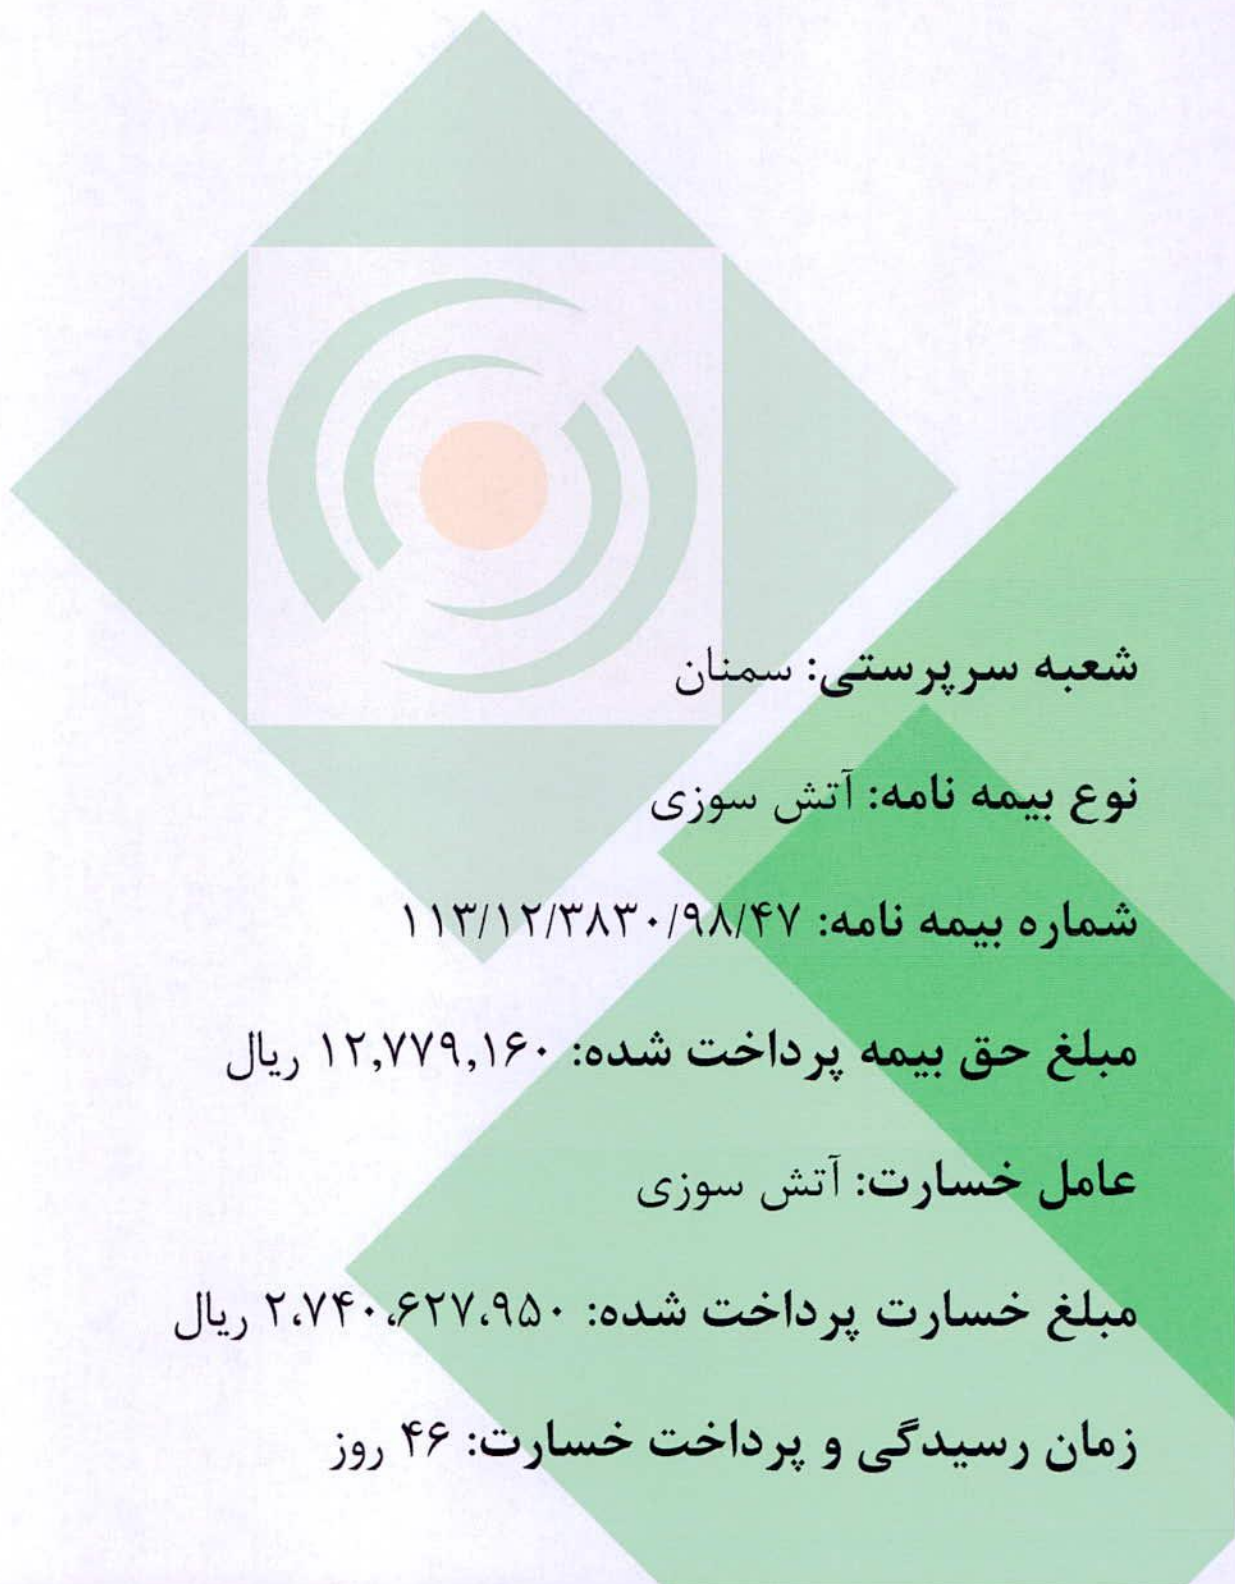 شعبه سرپرستی: سمنان
نوع بیمه نامه: آتش سوزی
شماره بیمه نامه: ۱۱۳/۱۲/۳۸۳۰/۹۸/۴۷
مبلغ حق بیمه پرداخت شده: ۱۲,۷۷۹,۱۶۰ ریال
عامل خسارت: آتش سوزی
مبلغ خسارت پرداخت شده: ۲،۷۴۰،۶۲۷،۹۵۰ ریال
زمان رسیدگی و پرداخت خسارت: ۴۶ روز